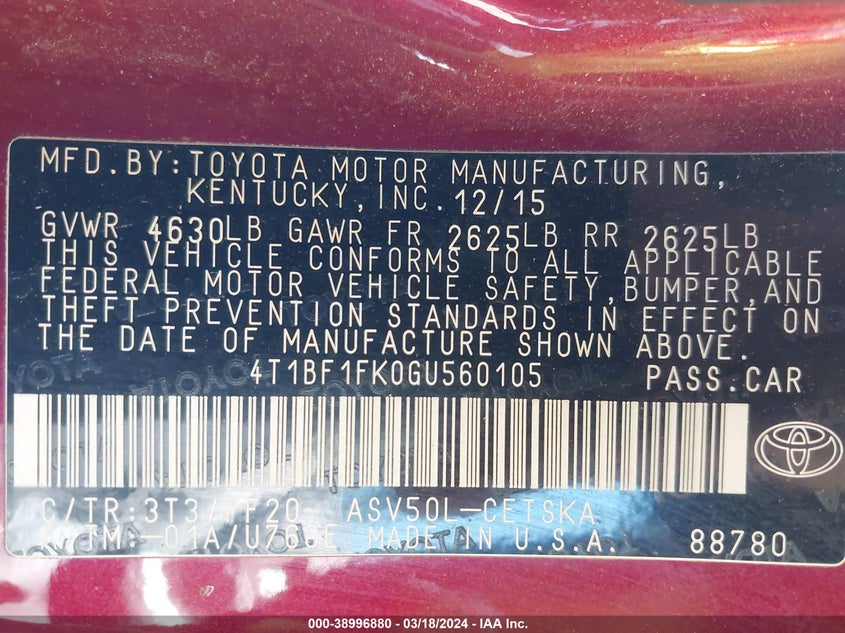 MFD.BY:TOYOTA MOTOR MANUFACTURING,
KENTUCKY,INC.12/15
GVWR 4630LB GAWR FR 2625LB RR 2625LB
THIS VEHICLE CONFORMS TO ALL APPLICABLE
FEDERAL MOTOR VEHICLE SAFETY,BUMPER,AND
THEFT PREVENTION STANDARDS IN EFFECT ON
THE DATE OF MANUFACTURE SHOWN ABOVE.
4T1BF1FK0GU560105 PASS.CAR
C/TR:3T3/ ASV50L-CETSKA
MADE IN U.S.A. 88780
000-38996880 - 03/18/2024 - IAA Inc.